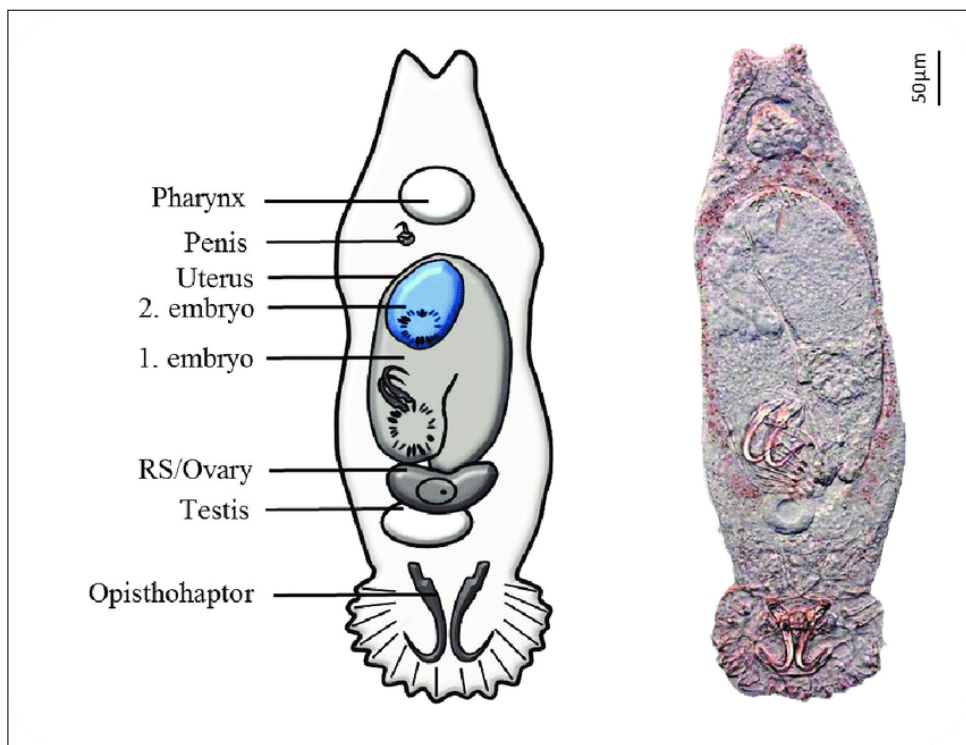 Pharynx
Penis
Uterus
2. embryo
1. embryo
RS/Ovary
Testis
Opisthohaptor
50µm